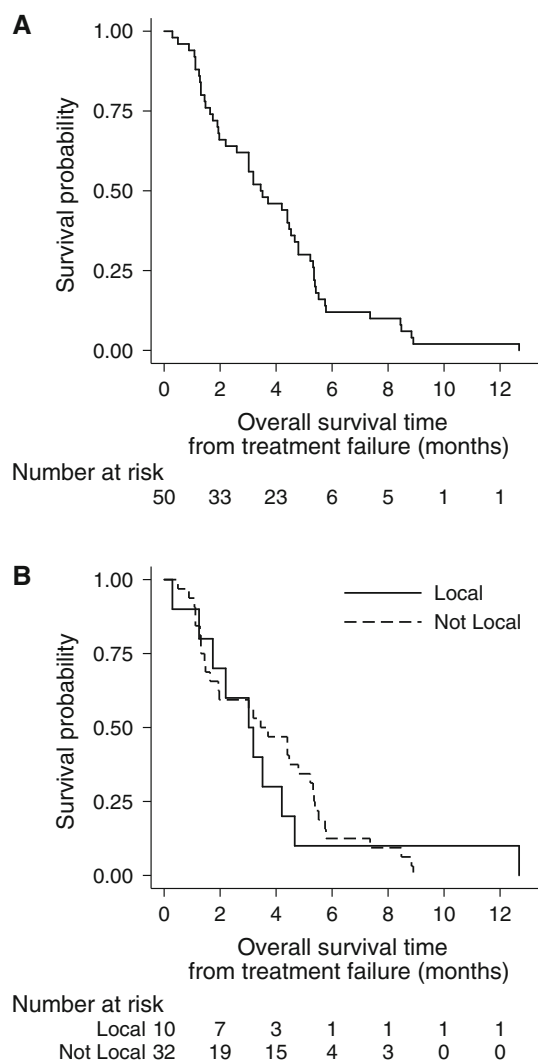 A
1.00
0.75
0.50
0.25
0.00
Survival probability
0 2 4 6 8 10 12
Overall survival time
from treatment failure (months)
Number at risk
50 33 23 6 5 1 1
B
1.00
0.75
0.50
0.25
0.00
Survival probability
Local
Not Local
0 2 4 6 8 10 12
Overall survival time
from treatment failure (months)
Number at risk
Local 10 7 3 1 1 1 1
Not Local 32 19 15 4 3 0 0